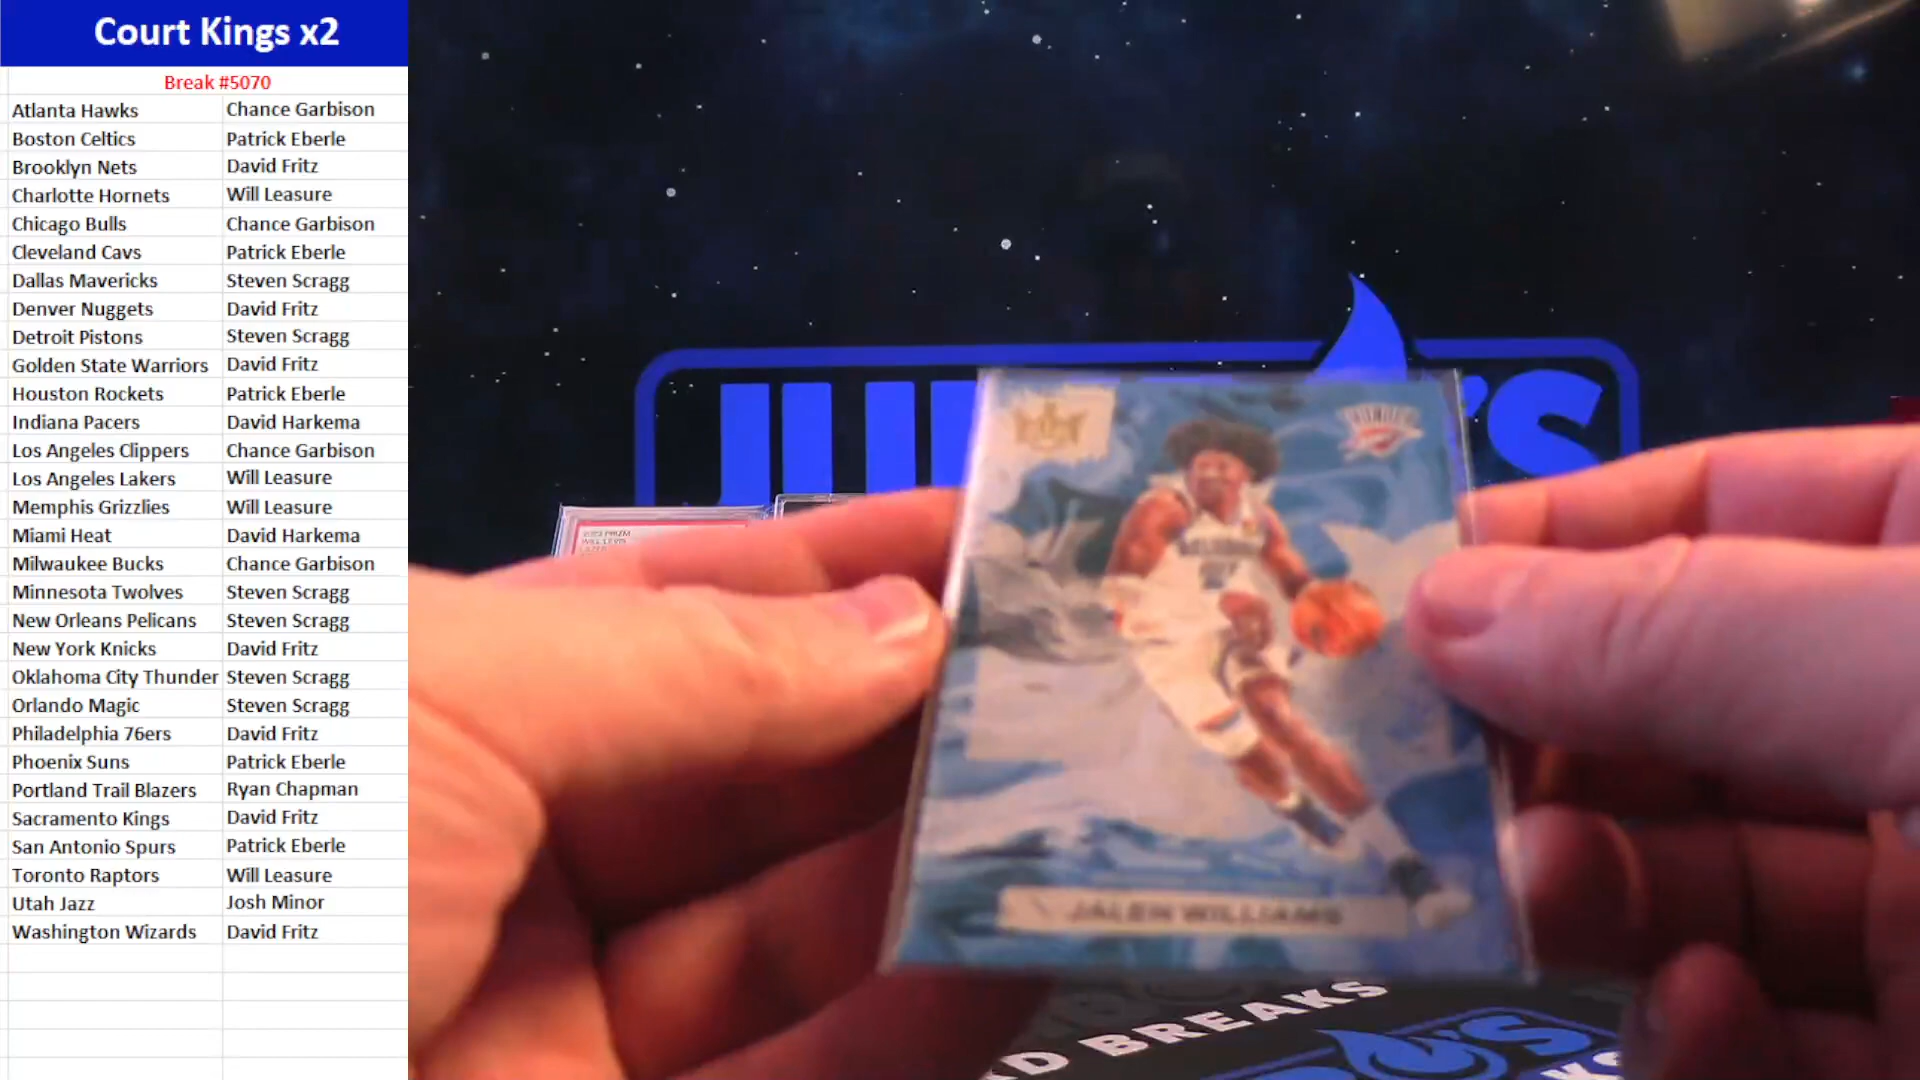 Court Kings x2
Break #5070
Atlanta Hawks Chance Garbison
Boston Celtics Patrick Eberle
Brooklyn Nets David Fritz
Charlotte Hornets Will Leasure
Chicago Bulls Chance Garbison
Cleveland Cavs Patrick Eberle
Dallas Mavericks Steven Scragg
Denver Nuggets David Fritz
Detroit Pistons Steven Scragg
Golden State Warriors David Fritz
Houston Rockets Patrick Eberle
Indiana Pacers David Harkema
Los Angeles Clippers Chance Garbison
Los Angeles Lakers Will Leasure
Memphis Grizzlies Will Leasure
Miami Heat David Harkema
Milwaukee Bucks Chance Garbison
Minnesota Twolves Steven Scragg
New Orleans Pelicans Steven Scragg
New York Knicks David Fritz
Oklahoma City Thunder Steven Scragg
Orlando Magic Steven Scragg
Philadelphia 76ers David Fritz
Phoenix Suns Patrick Eberle
Portland Trail Blazers Ryan Chapman
Sacramento Kings David Fritz
San Antonio Spurs Patrick Eberle
Toronto Raptors Will Leasure
Utah Jazz Josh Minor
Washington Wizards David Fritz
THUNDER
JALEN WILLIAMS
BREAKS